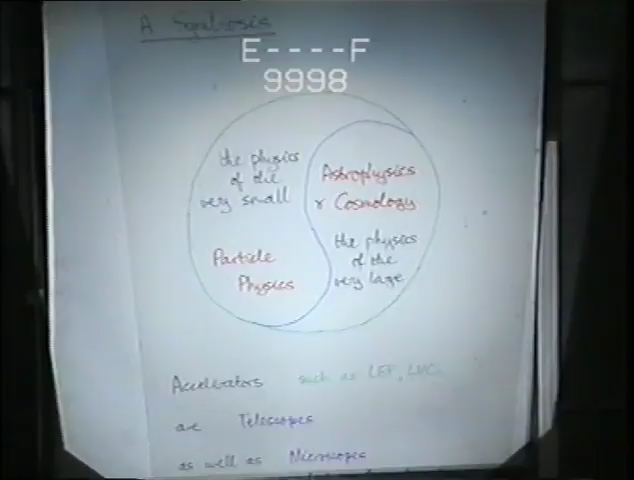 A Symbiosis
E----F
9998
the physics
of the
very small
Particle
Physics
Astrophysics
& Cosmology
the physics
of the
very large
Accelerators such as LEP, LHC
are Telescopes
as well as Microscopes